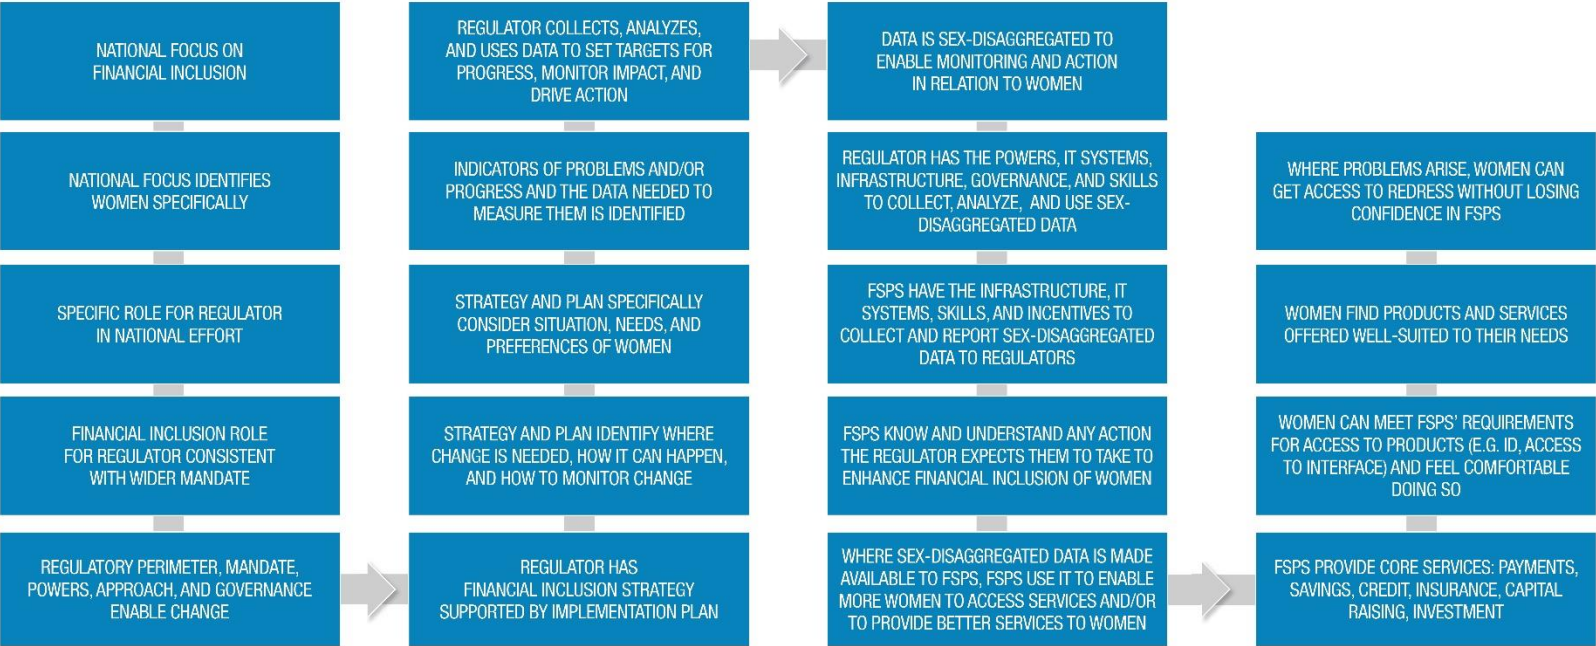 NATIONAL FOCUS ON
FINANCIAL INCLUSION
NATIONAL FOCUS IDENTIFIES
WOMEN SPECIFICALLY
SPECIFIC ROLE FOR REGULATOR
IN NATIONAL EFFORT
FINANCIAL INCLUSION ROLE
FOR REGULATOR CONSISTENT
WITH WIDER MANDATE
REGULATORY PERIMETER, MANDATE,
POWERS, APPROACH, AND GOVERNANCE
ENABLE CHANGE
REGULATOR HAS
FINANCIAL INCLUSION STRATEGY
SUPPORTED BY IMPLEMENTATION PLAN
STRATEGY AND PLAN IDENTIFY WHERE
CHANGE IS NEEDED, HOW IT CAN HAPPEN,
AND HOW TO MONITOR CHANGE
STRATEGY AND PLAN SPECIFICALLY
CONSIDER SITUATION, NEEDS, AND
PREFERENCES OF WOMEN
INDICATORS OF PROBLEMS AND/OR
PROGRESS AND THE DATA NEEDED TO
MEASURE THEM IS IDENTIFIED
REGULATOR COLLECTS, ANALYZES,
AND USES DATA TO SET TARGETS FOR
PROGRESS, MONITOR IMPACT, AND
DRIVE ACTION
DATA IS SEX-DISAGGREGATED TO
ENABLE MONITORING AND ACTION
IN RELATION TO WOMEN
REGULATOR HAS THE POWERS, IT SYSTEMS,
INFRASTRUCTURE, GOVERNANCE, AND SKILLS
TO COLLECT, ANALYZE, AND USE SEX-
DISAGGREGATED DATA
FSPS HAVE THE INFRASTRUCTURE, IT
SYSTEMS, SKILLS, AND INCENTIVES TO
COLLECT AND REPORT SEX-DISAGGREGATED
DATA TO REGULATORS
FSPS KNOW AND UNDERSTAND ANY ACTION
THE REGULATOR EXPECTS THEM TO TAKE TO
ENHANCE FINANCIAL INCLUSION OF WOMEN
WHERE SEX-DISAGGREGATED DATA IS MADE
AVAILABLE TO FSPS, FSPS USE IT TO ENABLE
MORE WOMEN TO ACCESS SERVICES AND/OR
TO PROVIDE BETTER SERVICES TO WOMEN
FSPS PROVIDE CORE SERVICES: PAYMENTS,
SAVINGS, CREDIT, INSURANCE, CAPITAL
RAISING, INVESTMENT
WOMEN CAN MEET FSPS' REQUIREMENTS
FOR ACCESS TO PRODUCTS (E.G. ID, ACCESS
TO INTERFACE) AND FEEL COMFORTABLE
DOING SO
WOMEN FIND PRODUCTS AND SERVICES
OFFERED WELL-SUITED TO THEIR NEEDS
WHERE PROBLEMS ARISE, WOMEN CAN
GET ACCESS TO REDRESS WITHOUT LOSING
CONFIDENCE IN FSPS